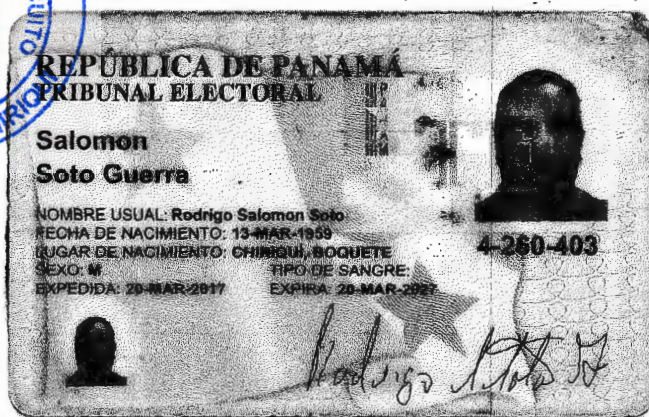 REPÚBLICA DE PANAMÁ
TRIBUNAL ELECTORAL
Salomon
Soto Guerra
NOMBRE USUAL: Rodrigo Salomon Soto
FECHA DE NACIMIENTO: 13-MAR-1959
LUGAR DE NACIMIENTO: CHIRIQUÍ, BOQUETE
SEXO: M TIPO DE SANGRE:
EXPEDIDA: 20-MAR-2017 EXPIRA: 20-MAR-2027
4-260-403
Rodrigo